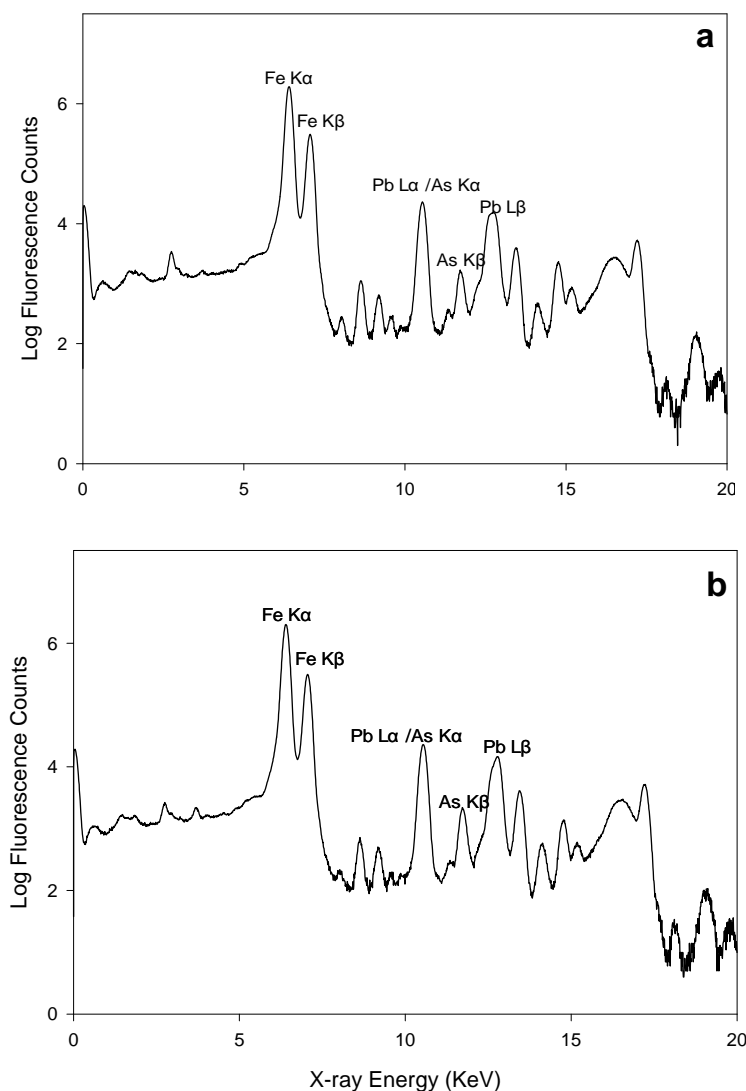 a
Fe Kα
Fe Kβ
Pb Lα /As Kα
Pb Lβ
As Kβ
Log Fluorescence Counts
6
4
2
0
0 5 10 15 20
b
Fe Kα
Fe Kβ
Pb Lα /As Kα
Pb Lβ
As Kβ
Log Fluorescence Counts
6
4
2
0
0 5 10 15 20
X-ray Energy (KeV)